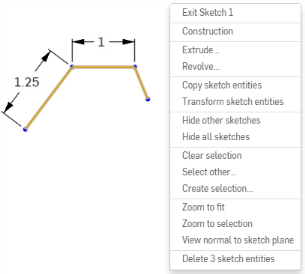 1
1.25
Exit Sketch 1
Construction
Extrude...
Revolve...
Copy sketch entities
Transform sketch entities
Hide other sketches
Hide all sketches
Clear selection
Select other...
Create selection...
Zoom to fit
Zoom to selection
View normal to sketch plane
Delete 3 sketch entities